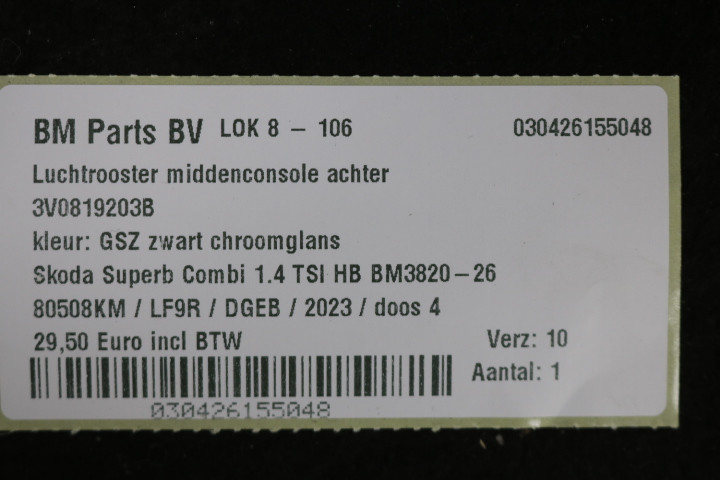 BM Parts BV LOK 8 – 106 030426155048
Luchtrooster middenconsole achter
3V0819203B
kleur: GSZ zwart chroomglans
Skoda Superb Combi 1.4 TSI HB BM3820–26
80508KM / LF9R / DGEB / 2023 / doos 4
29,50 Euro incl BTW Verz: 10
Aantal: 1
030426155048